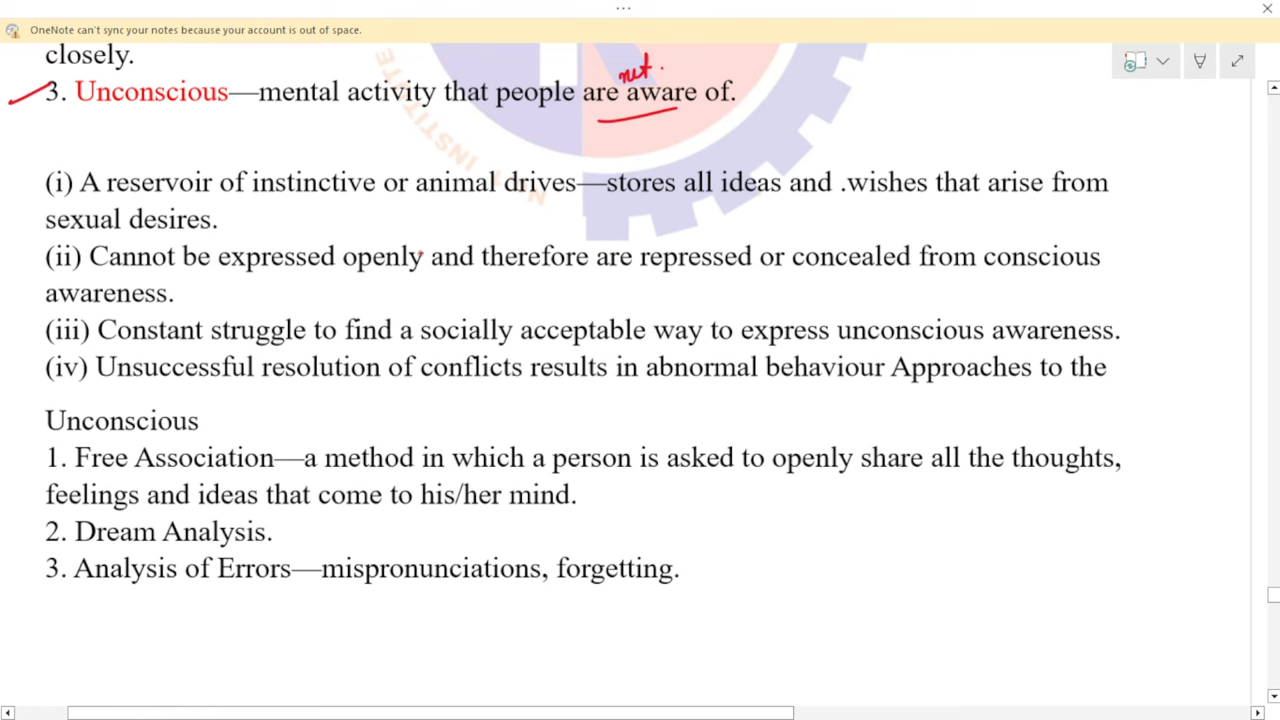 OneNote can't sync your notes because your account is out of space.
closely.
not.
3. Unconscious—mental activity that people are aware of.
(i) A reservoir of instinctive or animal drives—stores all ideas and .wishes that arise from
sexual desires.
(ii) Cannot be expressed openly and therefore are repressed or concealed from conscious
awareness.
(iii) Constant struggle to find a socially acceptable way to express unconscious awareness.
(iv) Unsuccessful resolution of conflicts results in abnormal behaviour Approaches to the
Unconscious
1. Free Association—a method in which a person is asked to openly share all the thoughts,
feelings and ideas that come to his/her mind.
2. Dream Analysis.
3. Analysis of Errors—mispronunciations, forgetting.